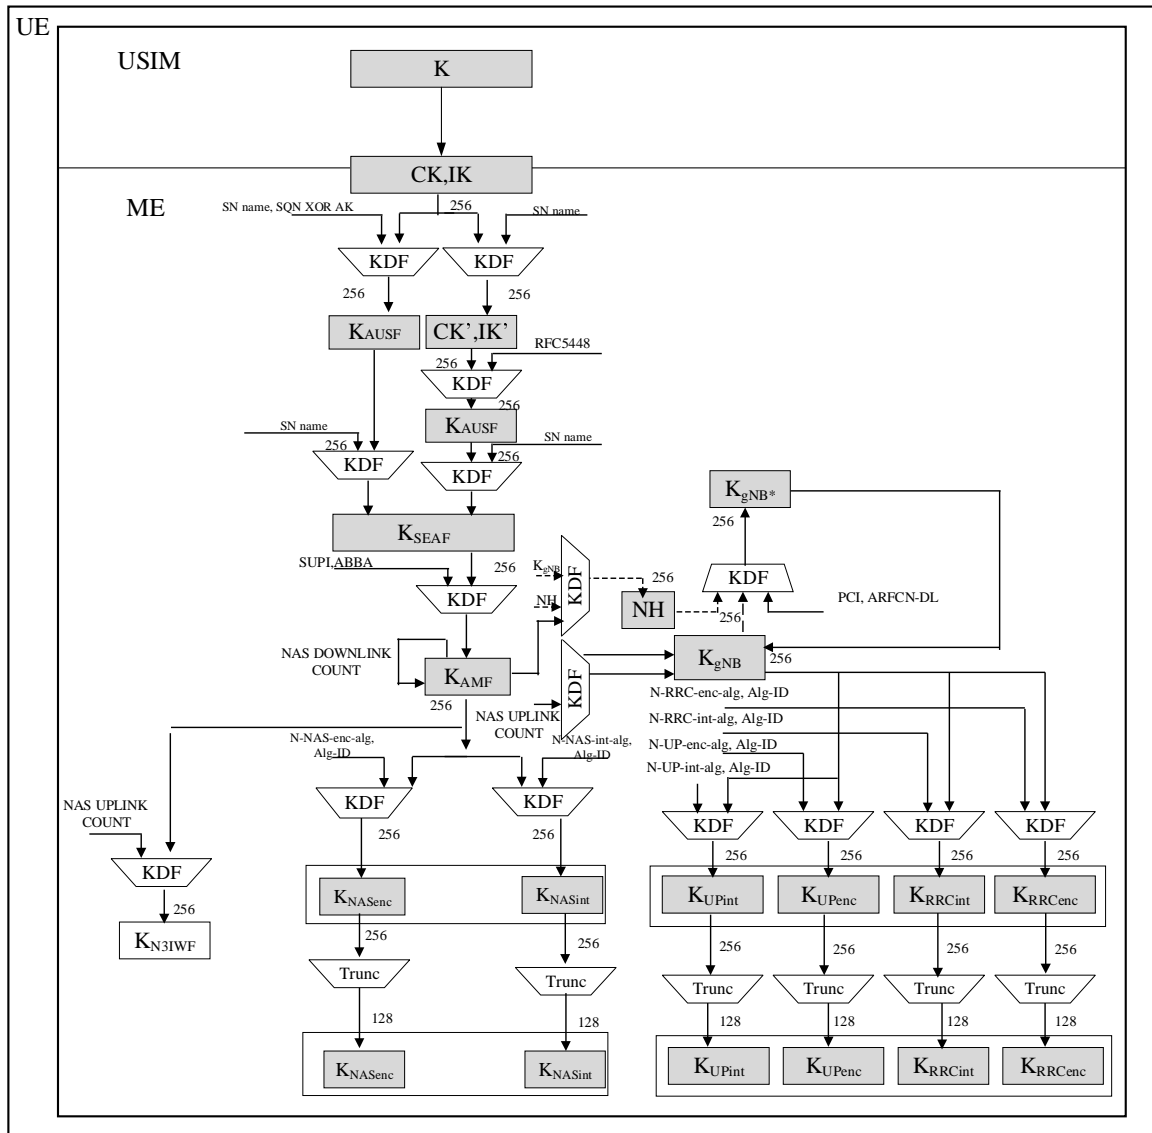 UE
USIM
K
CK,IK
ME
256
SN name, SQN XOR AK
SN name
KDF
KDF
256
256
KAUSF
CK’,IK’
RFC5448
256
KDF
256
KAUSF
SN name
SN name
256
256
KDF
KDF
KgNB*
256
KSEAF
SUPI,ABBA
256
KgNB
KDF
256
KDF
KDF
NH
NH
PCI, ARFCN-DL
256
NAS DOWNLINK
COUNT
KAMF
KgNB
256
256
KDF
N-RRC-enc-alg, Alg-ID
NAS UPLINK
COUNT
N-RRC-int-alg, Alg-ID
N-NAS-enc-alg,
Alg-ID
N-NAS-int-alg,
Alg-ID
N-UP-enc-alg, Alg-ID
N-UP-int-alg, Alg-ID
NAS UPLINK
COUNT
KDF
KDF
KDF
KDF
KDF
KDF
256
256
256
256
256
256
KDF
256
KN3IWF
KNASenc
KNASint
KUPint
KUPenc
KRRCint
KRRCenc
256
256
256
256
256
256
Trunc
Trunc
Trunc
Trunc
Trunc
Trunc
128
128
128
128
128
128
KNASenc
KNASint
KUPint
KUPenc
KRRCint
KRRCenc